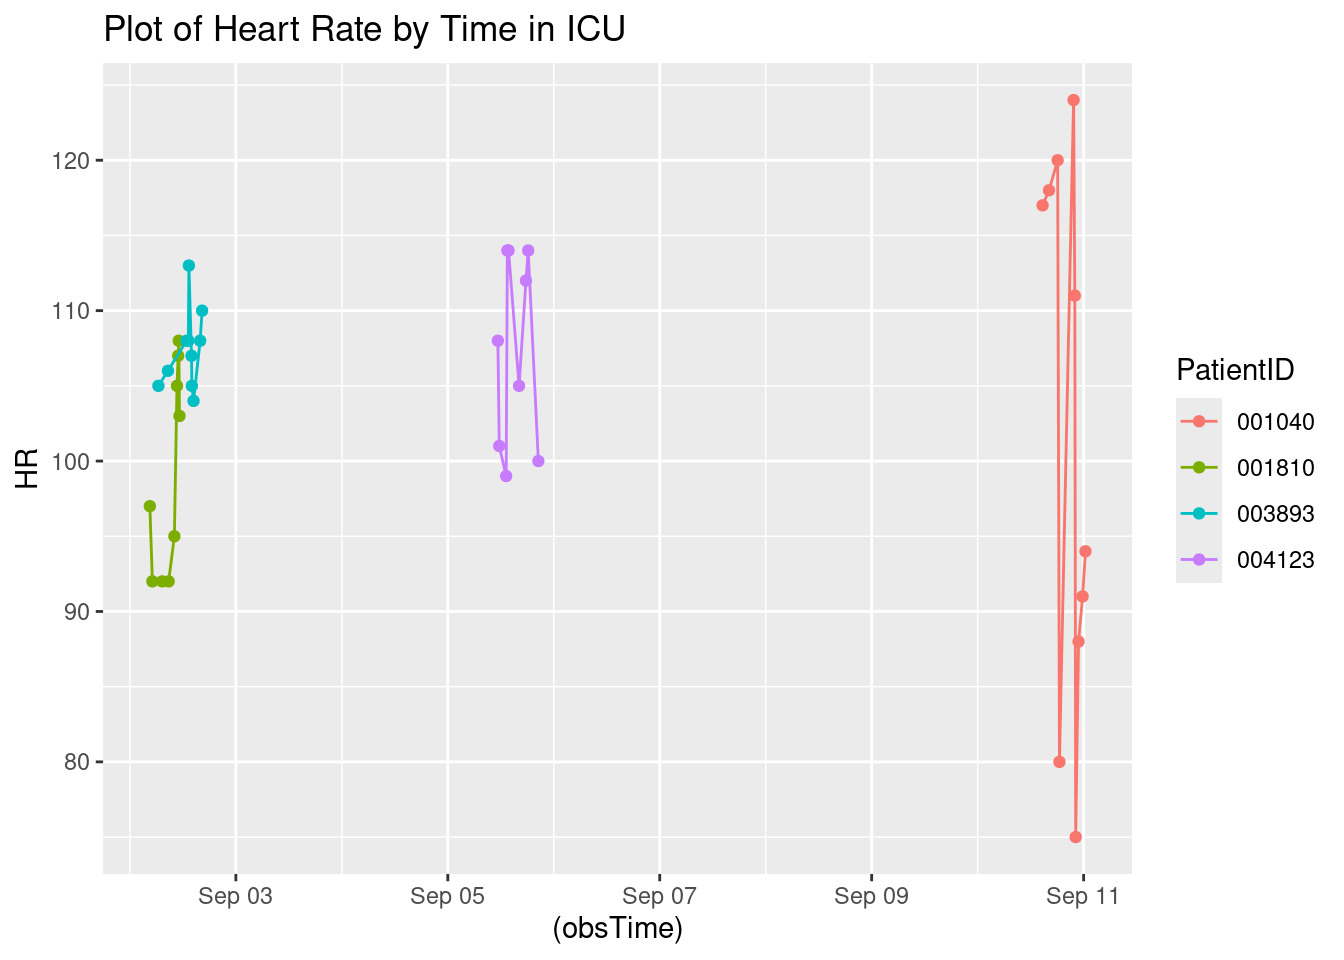 Plot of Heart Rate by Time in ICU
HR
120
110
100
90
80
Sep 03 Sep 05 Sep 07 Sep 09 Sep 11
(obsTime)
PatientID
001040
001810
003893
004123